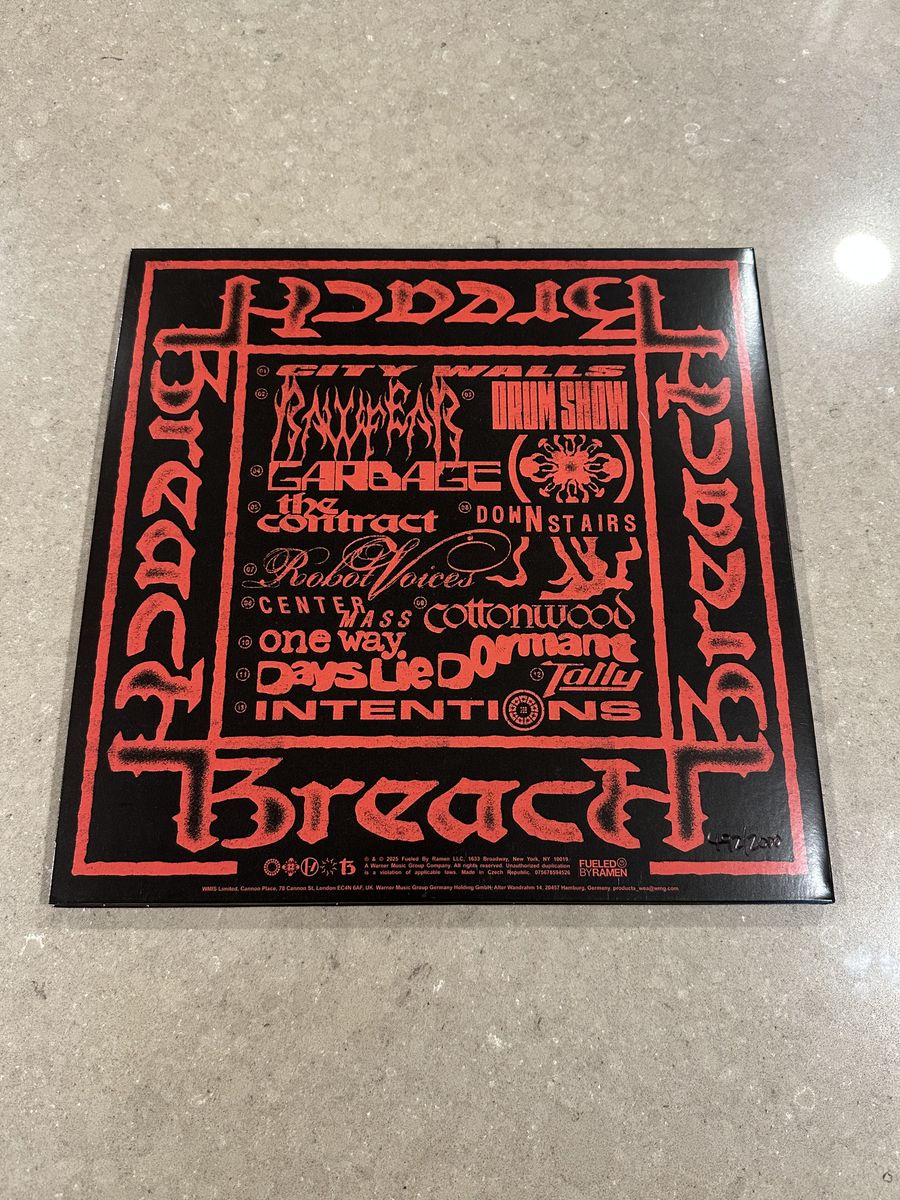 Breach
Breach
Breach
01 CITY WALLS
02 RAWFEAR
03 DRUM SHOW
04 GARBAGE
05 the contract
06 DOWNSTAIRS
07 Robot Voices
08 CENTER MASS
09 cottonwood
10 one way.
11 Days Lie Dormant
12 Tally
13 INTENTIONS
Breach
℗ & © 2025 Fueled By Ramen LLC, 1633 Broadway, New York, NY 10019.
A Warner Music Group Company. All rights reserved. Unauthorized duplication
is a violation of applicable laws. Made in Czech Republic. 075678594526
FUELED
BY RAMEN
WMIS Limited, Cannon Place, 78 Cannon St, London EC4N 6AF, UK. Warner Music Group Germany Holding GmbH; Alter Wandrahm 14, 20457 Hamburg, Germany. products_wea@wmg.com